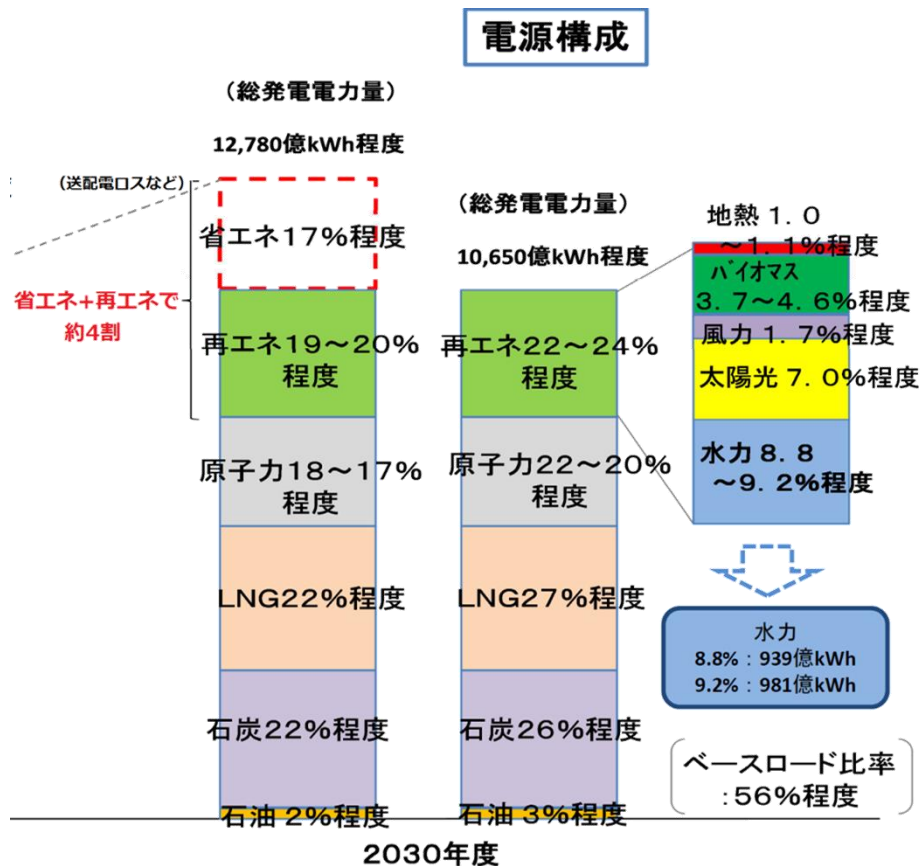 電源構成
（総発電電力量）
12,780億kWh程度
（送配電ロスなど）
省エネ17%程度
省エネ+再エネで
約4割
再エネ19～20%
程度
原子力18～17%
程度
LNG22%程度
石炭22%程度
石油 2%程度
（総発電電力量）
10,650億kWh程度
再エネ22～24%
程度
原子力22～20%
程度
LNG27%程度
石炭26%程度
石油 3%程度
地熱 1. 0
～1. 1%程度
バイオマス
3. 7～4. 6%程度
風力 1. 7%程度
太陽光 7. 0%程度
水力 8. 8
～9. 2%程度
水力
8.8% : 939億kWh
9.2% : 981億kWh
ベースロード比率
:56%程度
2030年度